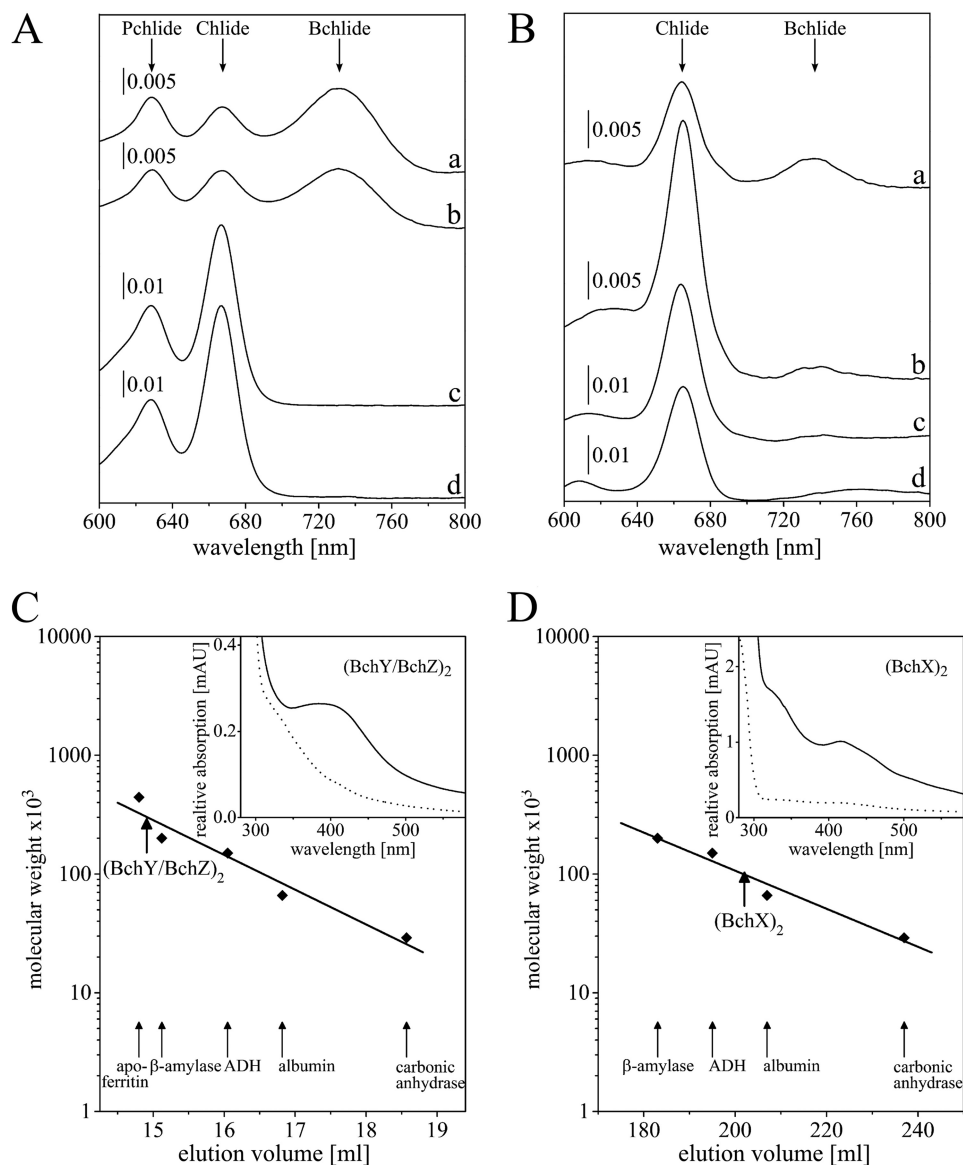 A
Pchlide Chlide Bchlide
0.005
a
0.005
b
0.01
c
0.01
d
600 640 680 720 760 800
wavelength [nm]
B
Chlide Bchlide
0.005
a
0.005
b
0.01
c
0.01
d
600 640 680 720 760 800
wavelength [nm]
C
molecular weight x10³
10000
1000
100
10
1
(BchY/BchZ)₂
apo-
ferritin
β-amylase
ADH
albumin
carbonic
anhydrase
15 16 17 18 19
elution volume [ml]
realtive absorption [mAU]
0.4
0.2
0.0
(BchY/BchZ)₂
300 400 500
wavelength [nm]
D
molecular weight x10³
10000
1000
100
10
1
(BchX)₂
β-amylase
ADH
albumin
carbonic
anhydrase
180 200 220 240
elution volume [ml]
realtive absorption [mAU]
2
1
0
(BchX)₂
300 400 500
wavelength [nm]